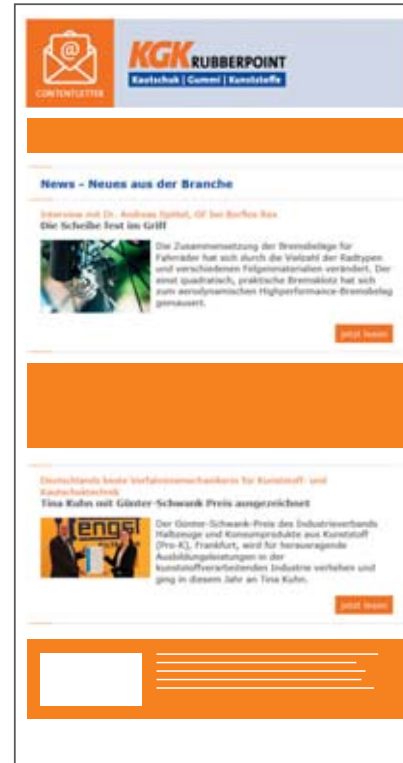 CONTENTLETTER
KGK RUBBERPOINT
Kautschuk | Gummi | Kunststoffe
News – Neues aus der Branche
Interview mit Dr. Andreas GF bei Rex
Die Scheibe fest im Griff
Die Zusammensetzung der Bremsbeläge für
Fahrräder hat sich durch die Vielzahl der Radtypen
und verschiedenen Felgenmaterialien verändert. Der
einst quadratisch, praktische Bremsklotz hat sich
zum aerodynamischen Highperformance-Bremsbelag
gemausert.
jetzt lesen
Deutschlands beste Verfahrensmechanikerin für Kunststoff- und
Kautschuktechnik
Tina Kuhn mit Günter-Schwank Preis ausgezeichnet
engst
FILTER
Der Günter-Schwank-Preis des Industrieverbands
Halbzeuge und Konsumprodukte aus Kunststoff
(Pro-K), Frankfurt, wird für herausragende
Ausbildungsleistungen in der
kunststoffverarbeitenden Industrie verliehen und
ging in diesem Jahr an Tina Kuhn.
jetzt lesen